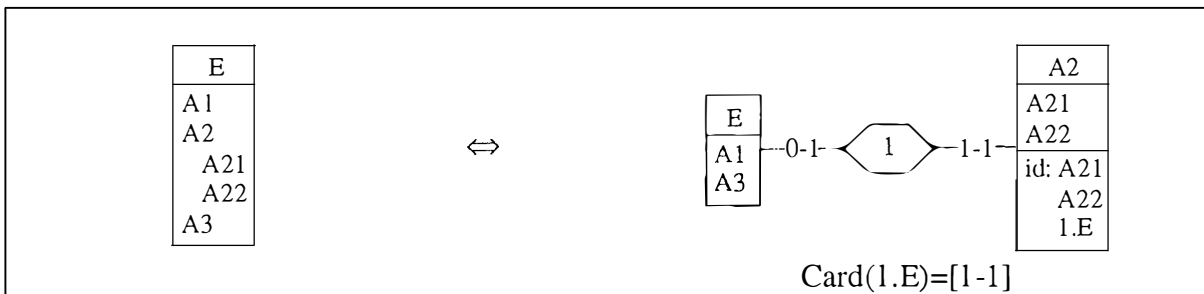 E
A1
A2
A21
A22
A3
⇔
E
A1
A3
0-1
1
1-1
A2
A21
A22
id: A21
A22
1.E
Card(1.E)=[1-1]